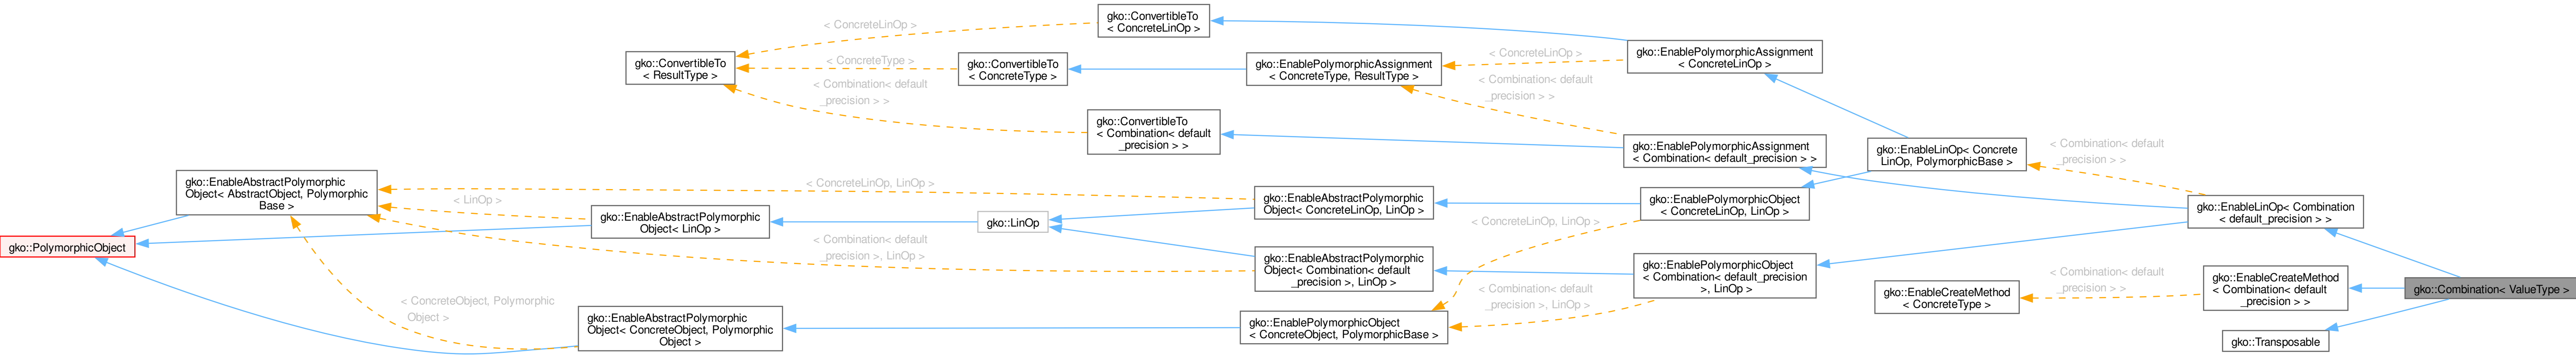 gko::PolymorphicObject
gko::EnableAbstractPolymorphic
Object< AbstractObject, Polymorphic
Base >
< ConcreteObject, Polymorphic
Object >
< LinOp >
gko::EnableAbstractPolymorphic
Object< LinOp >
gko::EnableAbstractPolymorphic
Object< ConcreteObject, Polymorphic
Object >
gko::ConvertibleTo
< ResultType >
< ConcreteLinOp >
< ConcreteType >
< Combination< default
_precision > >
< ConcreteLinOp, LinOp >
< Combination< default
_precision >, LinOp >
gko::ConvertibleTo
< ConcreteLinOp >
gko::ConvertibleTo
< ConcreteType >
gko::ConvertibleTo
< Combination< default
_precision > >
gko::LinOp
gko::EnablePolymorphicAssignment
< ConcreteType, ResultType >
gko::EnableAbstractPolymorphic
Object< ConcreteLinOp, LinOp >
gko::EnableAbstractPolymorphic
Object< Combination< default
_precision >, LinOp >
gko::EnablePolymorphicObject
< ConcreteObject, PolymorphicBase >
< ConcreteLinOp >
< Combination< default
_precision > >
< ConcreteLinOp, LinOp >
< Combination< default
_precision >, LinOp >
gko::EnablePolymorphicAssignment
< ConcreteLinOp >
gko::EnablePolymorphicAssignment
< Combination< default_precision > >
gko::EnablePolymorphicObject
< ConcreteLinOp, LinOp >
gko::EnablePolymorphicObject
< Combination< default_precision
>, LinOp >
gko::EnableLinOp< Concrete
LinOp, PolymorphicBase >
gko::EnableCreateMethod
< ConcreteType >
< Combination< default
_precision > >
< Combination< default
_precision > >
gko::EnableLinOp< Combination
< default_precision > >
gko::EnableCreateMethod
< Combination< default
_precision > >
gko::Transposable
gko::Combination< ValueType >